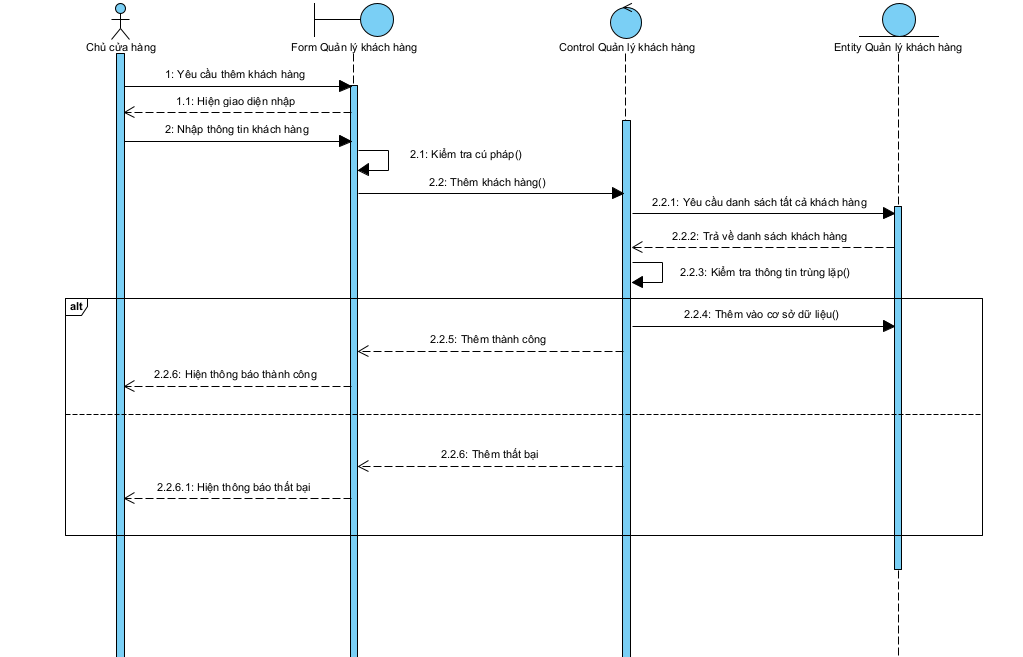 Chủ cửa hàng
Form Quản lý khách hàng
Control Quản lý khách hàng
Entity Quản lý khách hàng
1: Yêu cầu thêm khách hàng
1.1: Hiện giao diện nhập
2: Nhập thông tin khách hàng
2.1: Kiểm tra cú pháp()
2.2: Thêm khách hàng()
2.2.1: Yêu cầu danh sách tất cả khách hàng
2.2.2: Trả về danh sách khách hàng
2.2.3: Kiểm tra thông tin trùng lặp()
alt
2.2.4: Thêm vào cơ sở dữ liệu()
2.2.5: Thêm thành công
2.2.6: Hiện thông báo thành công
2.2.6: Thêm thất bại
2.2.6.1: Hiện thông báo thất bại